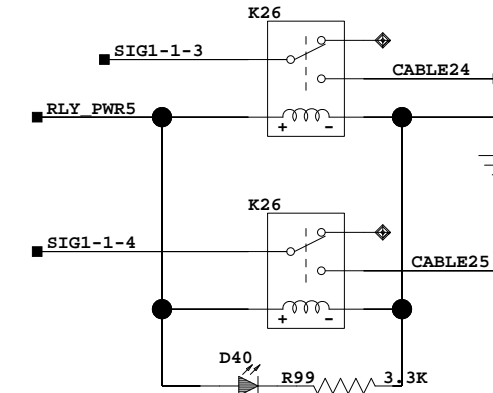 K26
SIG1-1-3
CABLE24
RLY_PWR5
+ -
K26
SIG1-1-4
CABLE25
+ -
D40
R99 3.3K